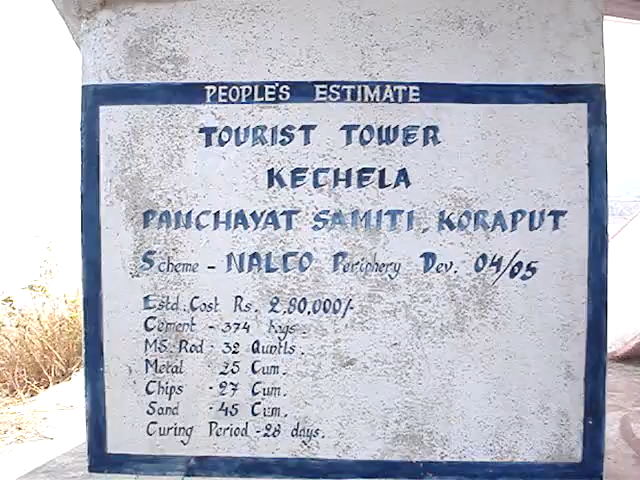 PEOPLE'S ESTIMATE
TOURIST TOWER
KECHELA
PANCHAYAT SAMITI, KORAPUT
Scheme - NALCO Periphery Dev. 04/05
Estd. Cost Rs. 2,80,000/-
Cement - 374 Kgs.
MS. Rod - 32 Quntls.
Metal - 25 Cum.
Chips - 27 Cum.
Sand - 45 Cum.
Curing Period - 28 days.